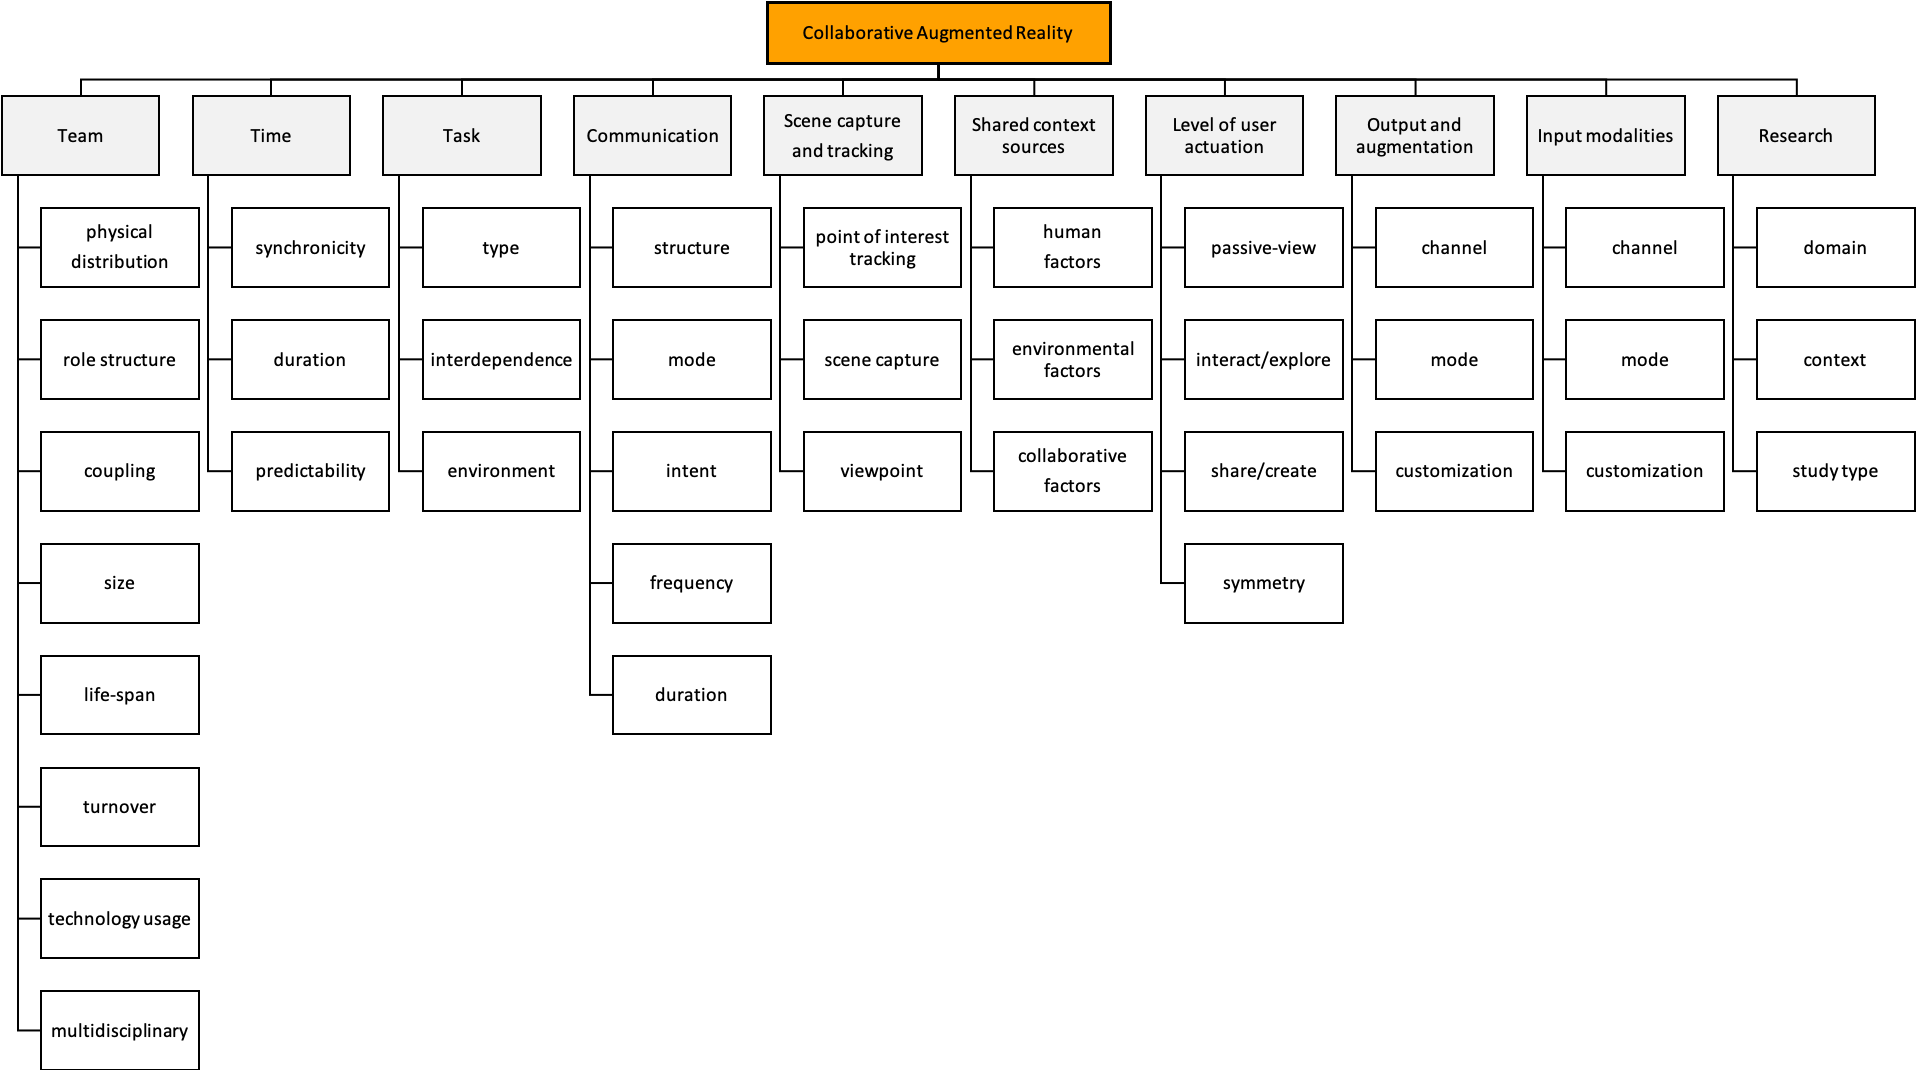 Collaborative Augmented Reality
Team
Time
Task
Communication
Scene capture
and tracking
Shared context
sources
Level of user
actuation
Output and
augmentation
Input modalities
Research
physical
distribution
role structure
coupling
size
life-span
turnover
technology usage
multidisciplinary
synchronicity
duration
predictability
type
interdependence
environment
structure
mode
intent
frequency
duration
point of interest
tracking
scene capture
viewpoint
human
factors
environmental
factors
collaborative
factors
passive-view
interact/explore
share/create
symmetry
channel
mode
customization
channel
mode
customization
domain
context
study type